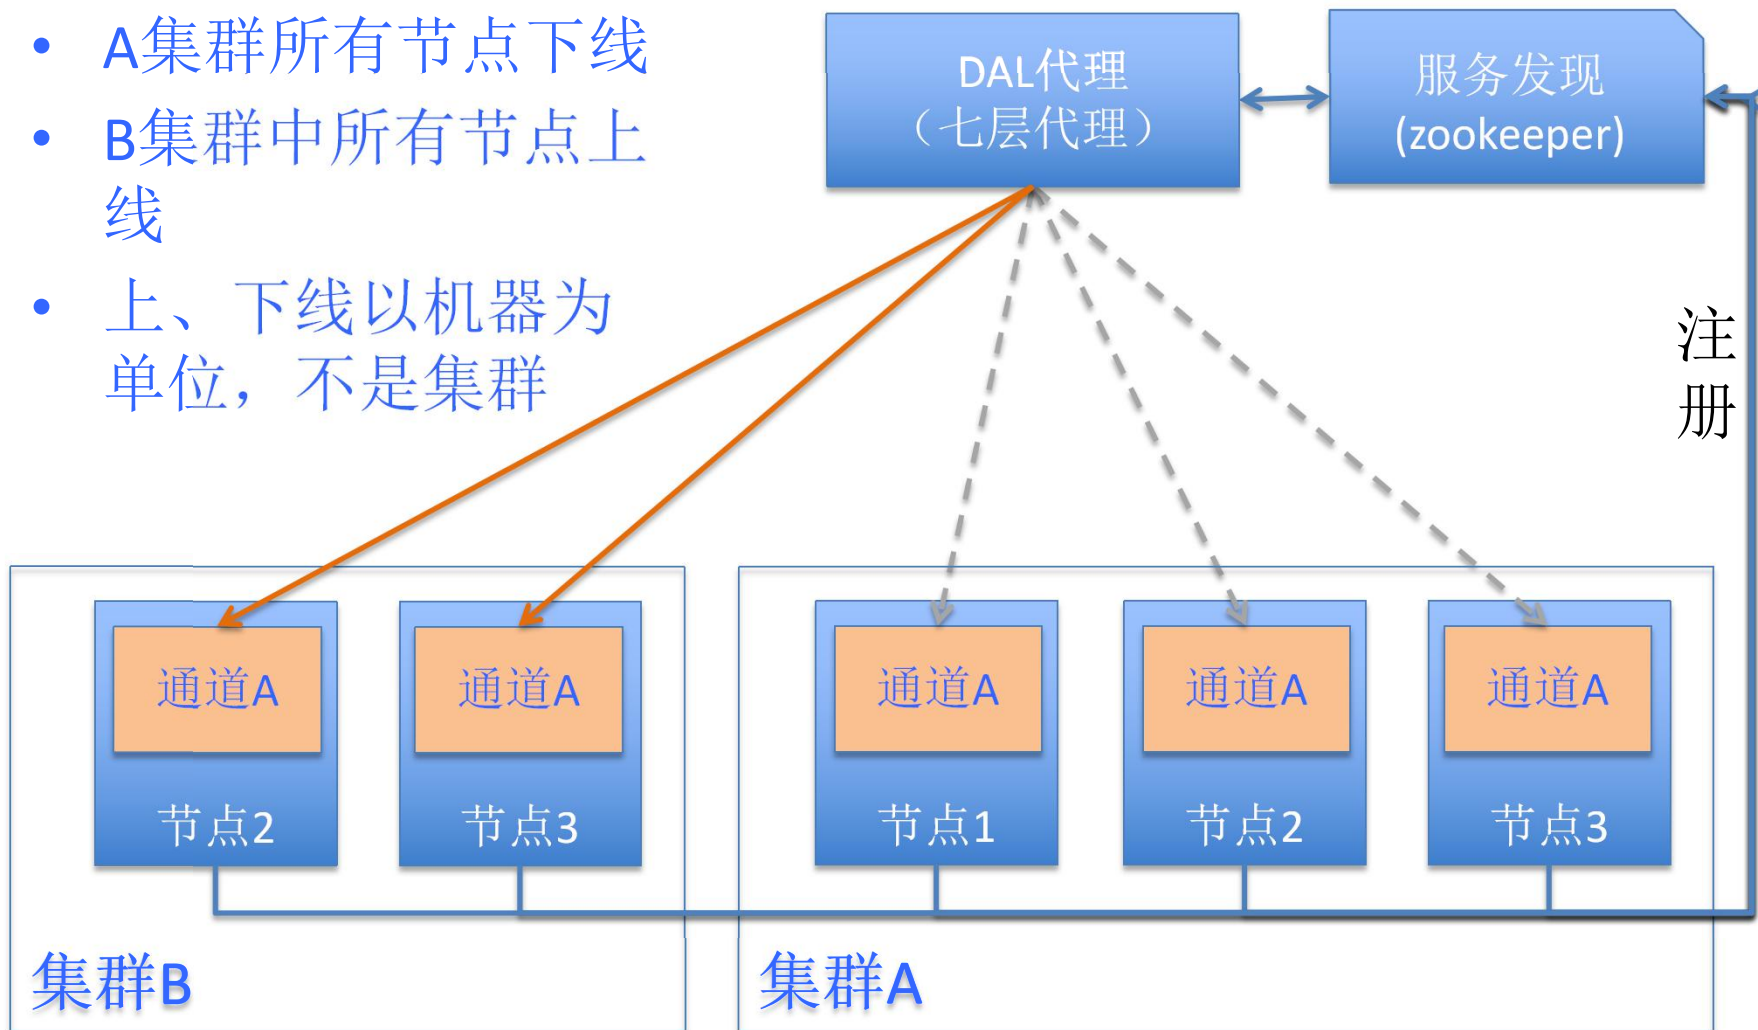 • A集群所有节点下线
• B集群中所有节点上
线
• 上、下线以机器为
单位，不是集群
DAL代理
（七层代理）
服务发现
(zookeeper)
注
册
通道A
节点2
通道A
节点3
集群B
通道A
节点1
通道A
节点2
通道A
节点3
集群A